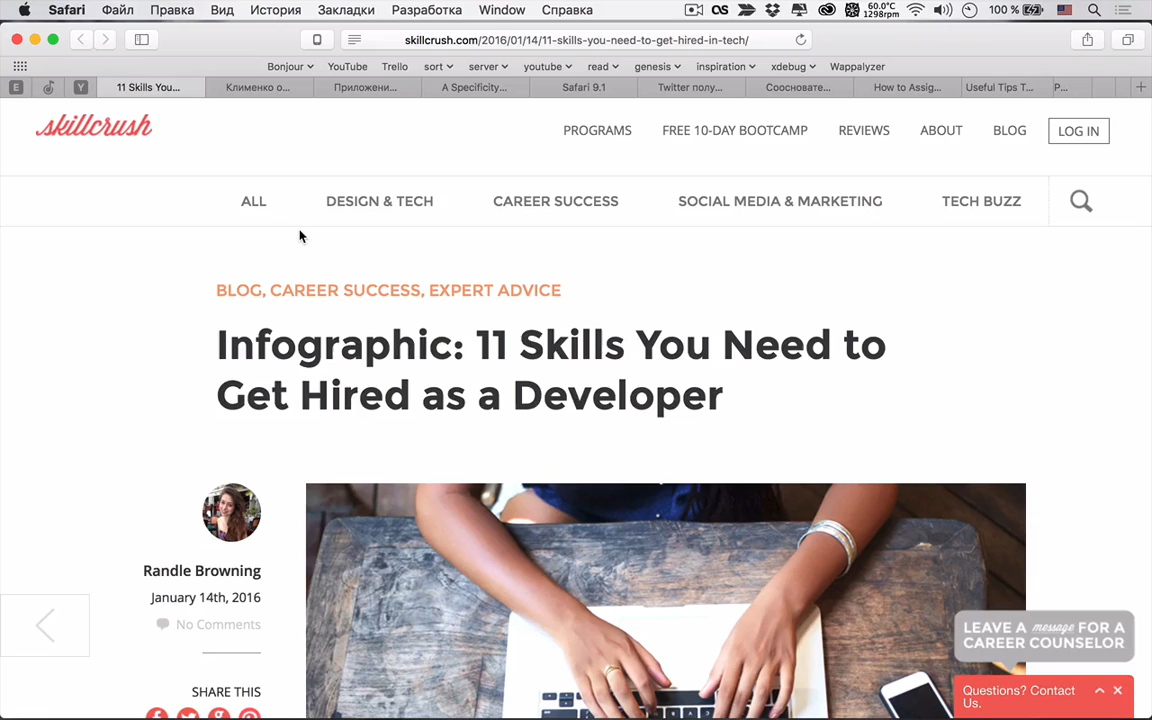 Safari Файл Правка Вид История Закладки Разработка Window Справка 60.0°C 1298rpm 100 %
skillcrush.com/2016/01/14/11-skills-you-need-to-get-hired-in-tech/
Bonjour YouTube Trello sort server youtube read genesis inspiration xdebug Wappalyzer
E Y 11 Skills You... Клименко о... Приложени... A Specificity... Safari 9.1 Twitter полу... Сооснoвате... How to Assig... Useful Tips T... P...
skillcrush
PROGRAMS FREE 10-DAY BOOTCAMP REVIEWS ABOUT BLOG LOG IN
ALL DESIGN & TECH CAREER SUCCESS SOCIAL MEDIA & MARKETING TECH BUZZ
BLOG, CAREER SUCCESS, EXPERT ADVICE
Infographic: 11 Skills You Need to
Get Hired as a Developer
Randle Browning
January 14th, 2016
No Comments
SHARE THIS
LEAVE A message FOR A
CAREER COUNSELOR
Questions? Contact
Us.